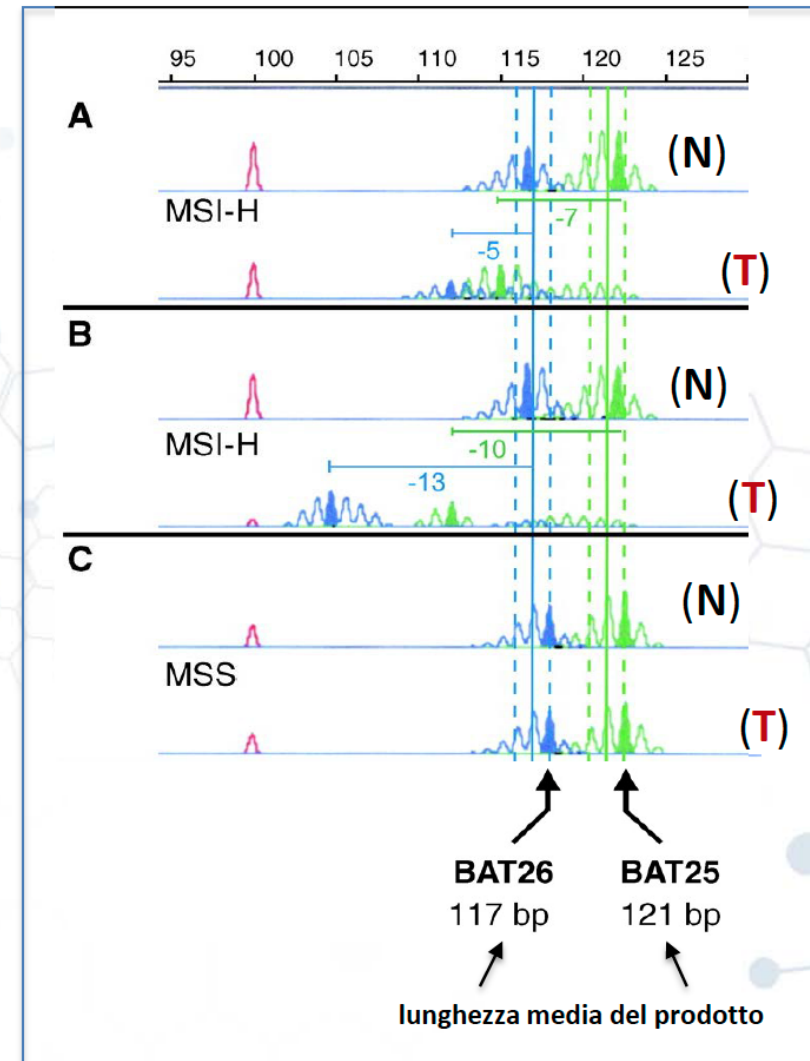 95 100 105 110 115 120 125
A
(N)
MSI-H
-7
-5
(T)
B
(N)
MSI-H
-10
-13
(T)
C
(N)
MSS
(T)
BAT26 BAT25
117 bp 121 bp
lunghezza media del prodotto